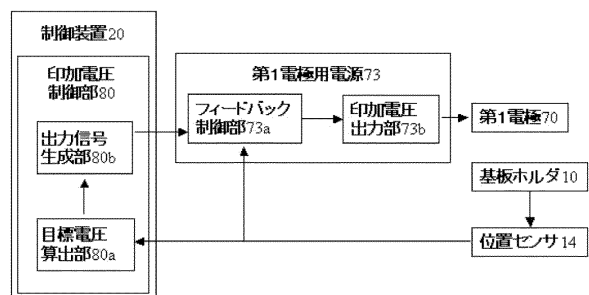 制御装置20
印加電圧
制御部80
出力信号
生成部80b
目標電圧
算出部80a
第1電極用電源73
フィードバック
制御部73a
印加電圧
出力部73b
第1電極70
基板ホルダ10
位置センサ14